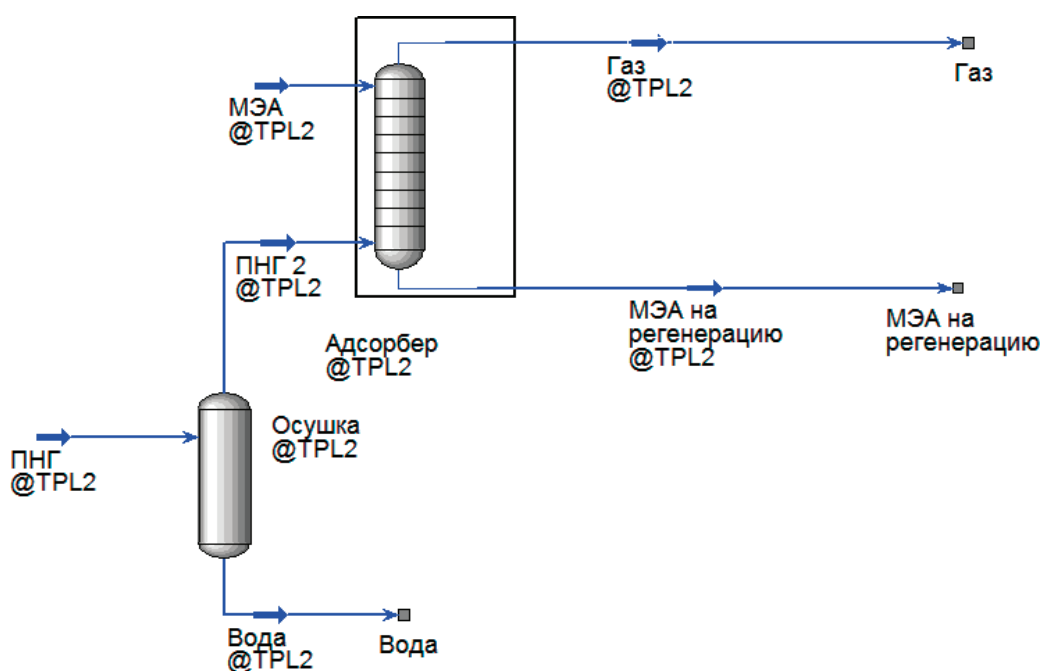 Газ
@TPL2
Газ
МЭА
@TPL2
ПНГ 2
@TPL2
МЭА на
регенерацию
@TPL2
МЭА на
регенерацию
Адсорбер
@TPL2
Осушка
@TPL2
ПНГ
@TPL2
Вода
@TPL2
Вода